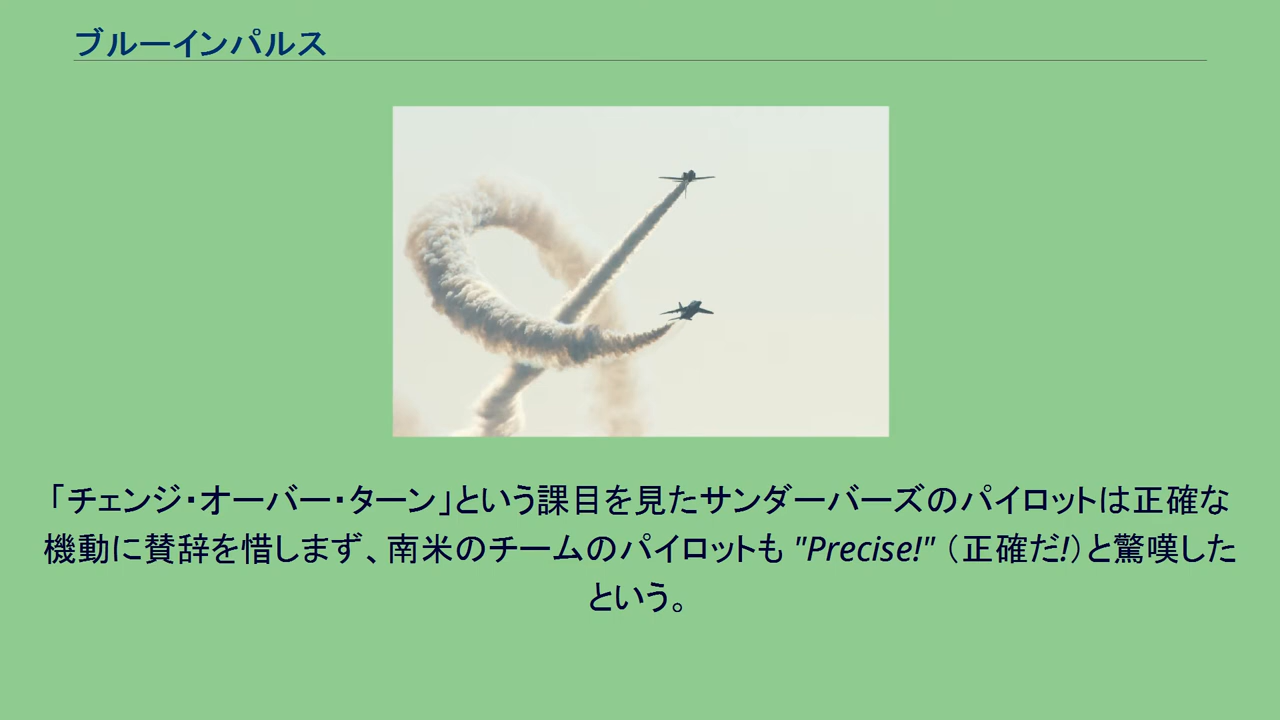 ブルーインパルス
「チェンジ・オーバー・ターン」という課目を見たサンダーバーズのパイロットは正確な
機動に賛辞を惜しまず、南米のチームのパイロットも "Precise!" （正確だ!）と驚嘆した
という。